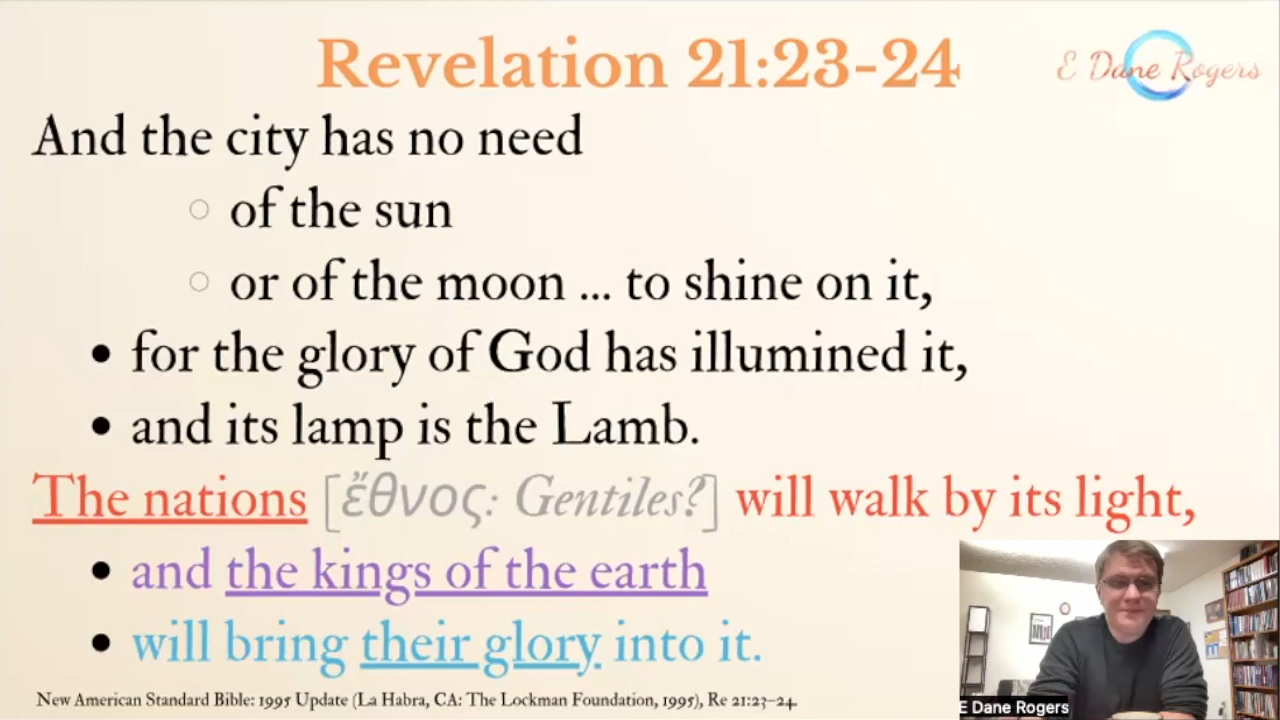 Revelation 21:23-24
E Dane Rogers
And the city has no need
of the sun
or of the moon ... to shine on it,
for the glory of God has illumined it,
and its lamp is the Lamb.
The nations [ἔθνος: Gentiles?] will walk by its light,
and the kings of the earth
will bring their glory into it.
New American Standard Bible: 1995 Update (La Habra, CA: The Lockman Foundation, 1995), Re 21:23–24
E Dane Rogers